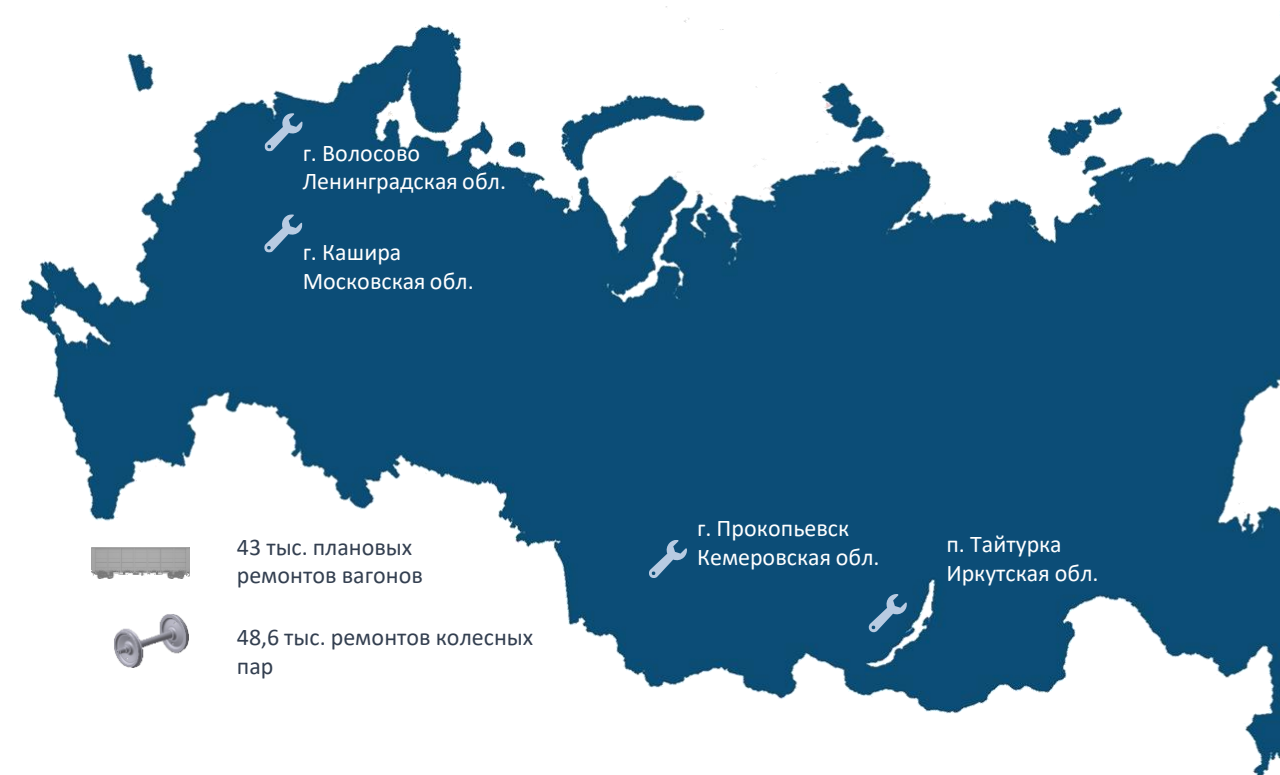 г. Волосово
Ленинградская обл.
г. Кашира
Московская обл.
г. Прокопьевск
Кемеровская обл.
п. Тайтурка
Иркутская обл.
43 тыс. плановых
ремонтов вагонов
48,6 тыс. ремонтов колесных
пар